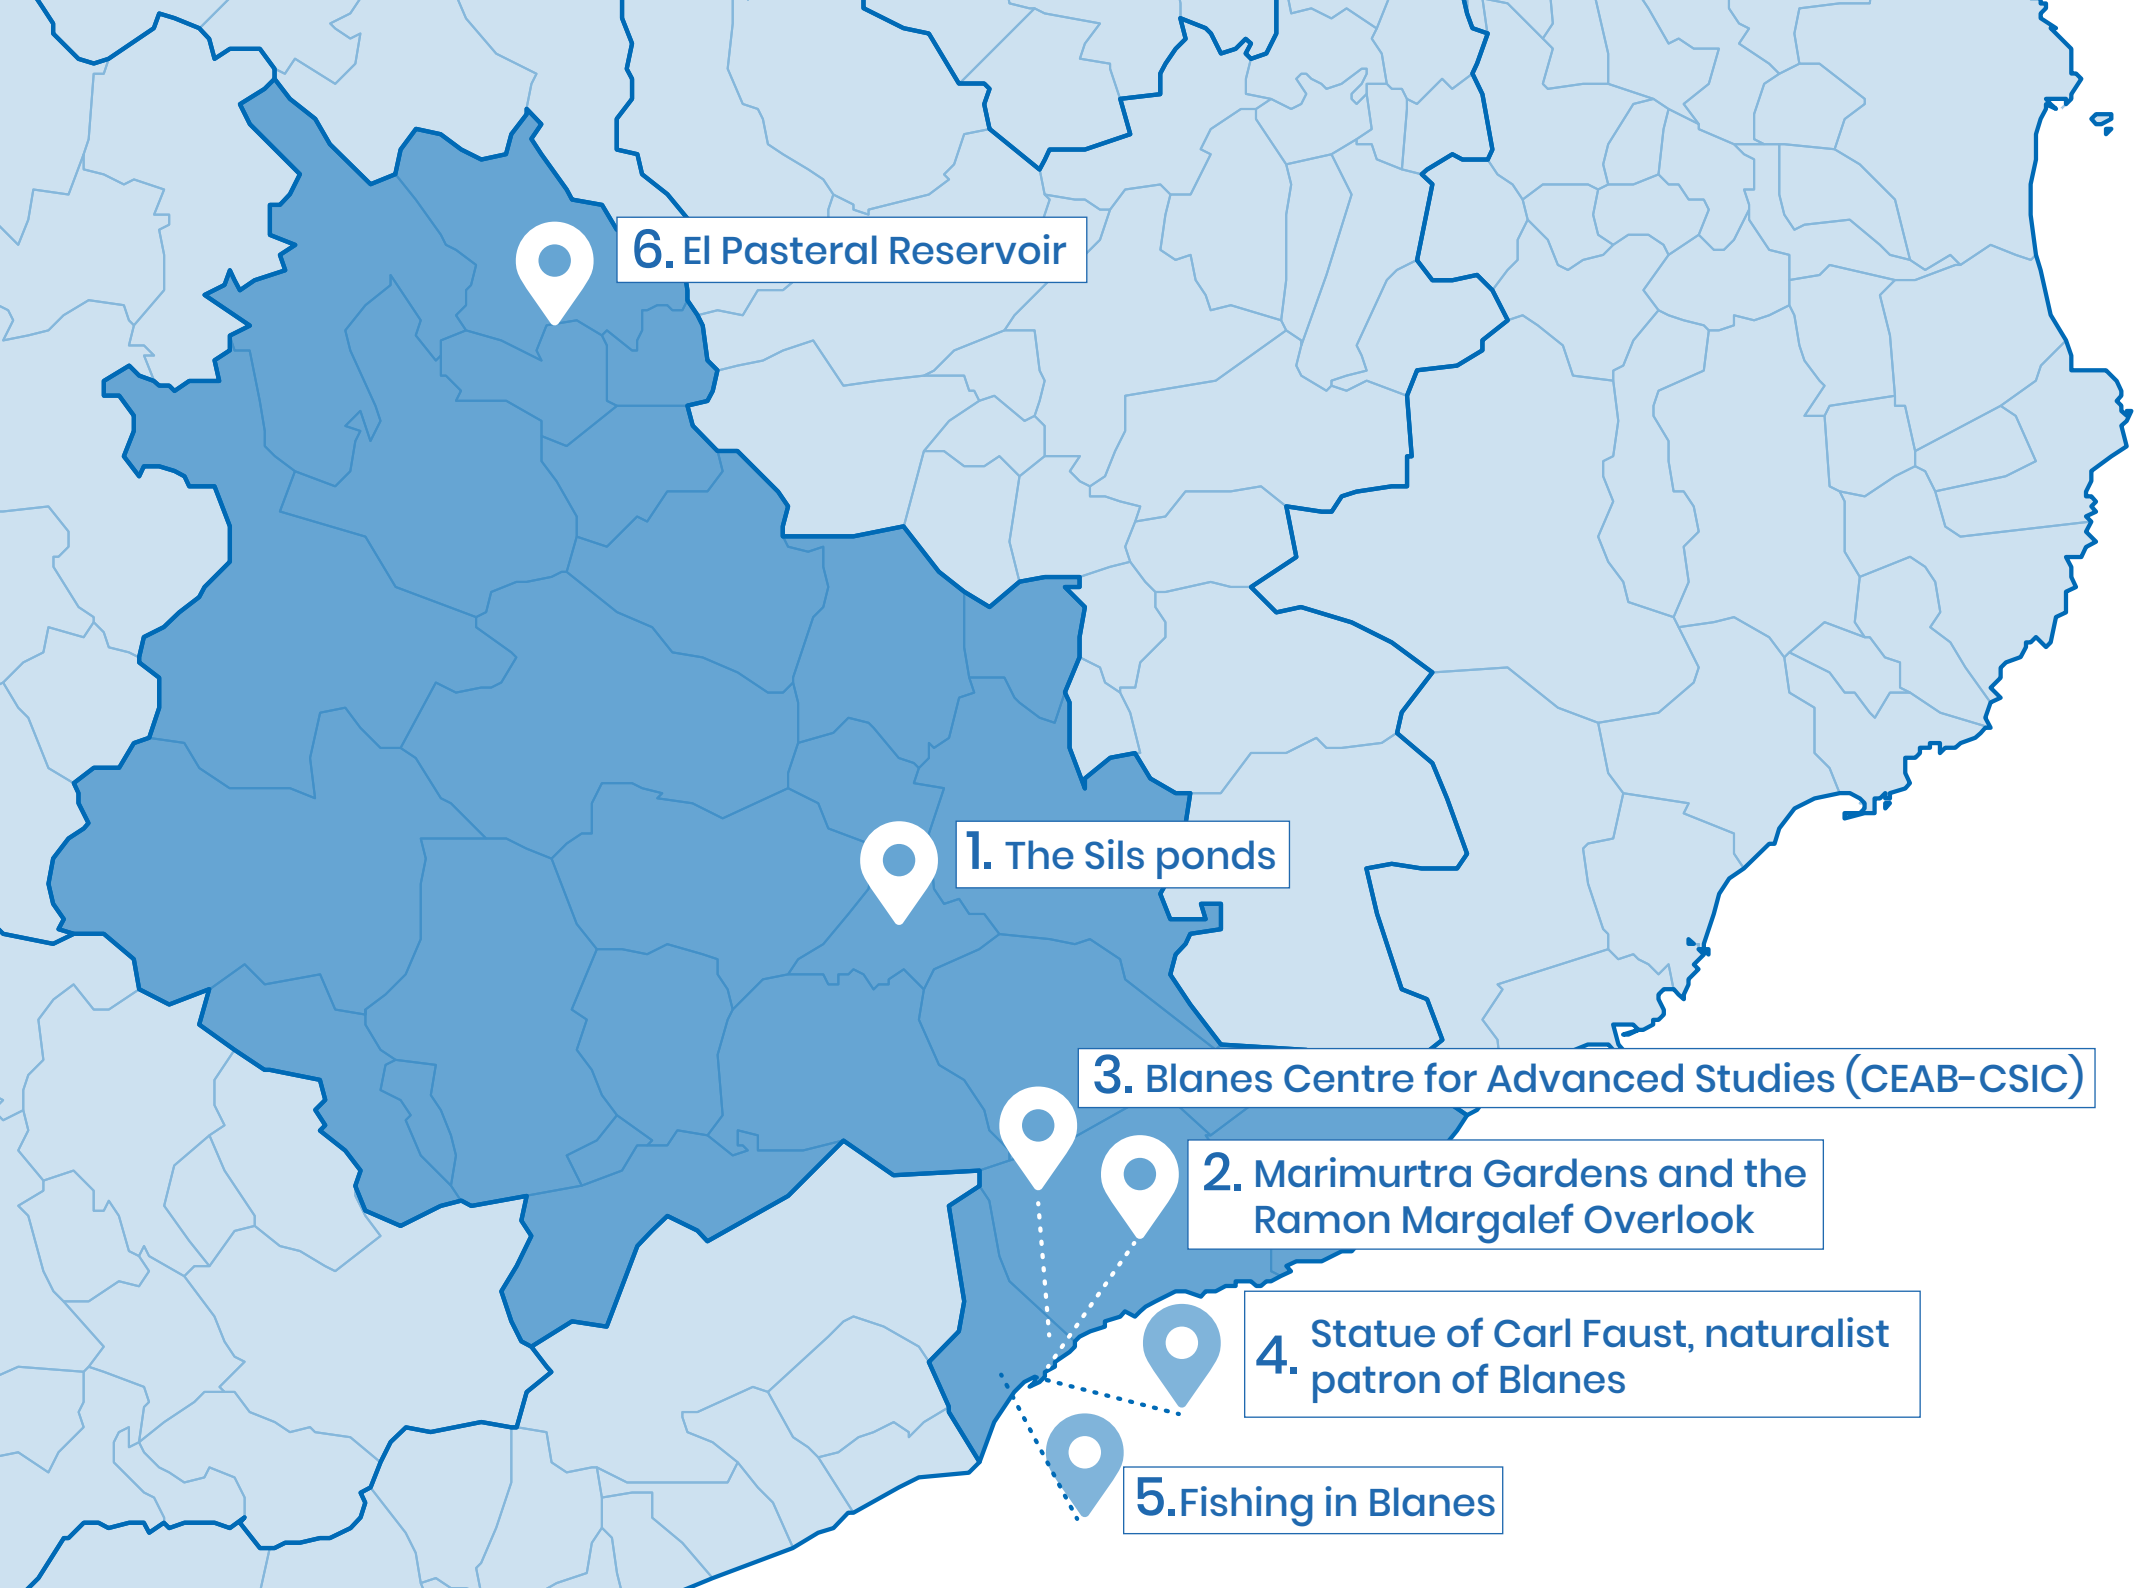 6. El Pasteral Reservoir
1. The Sils ponds
3. Blanes Centre for Advanced Studies (CEAB-CSIC)
2. Marimurtra Gardens and the
Ramon Margalef Overlook
4. Statue of Carl Faust, naturalist
patron of Blanes
5. Fishing in Blanes